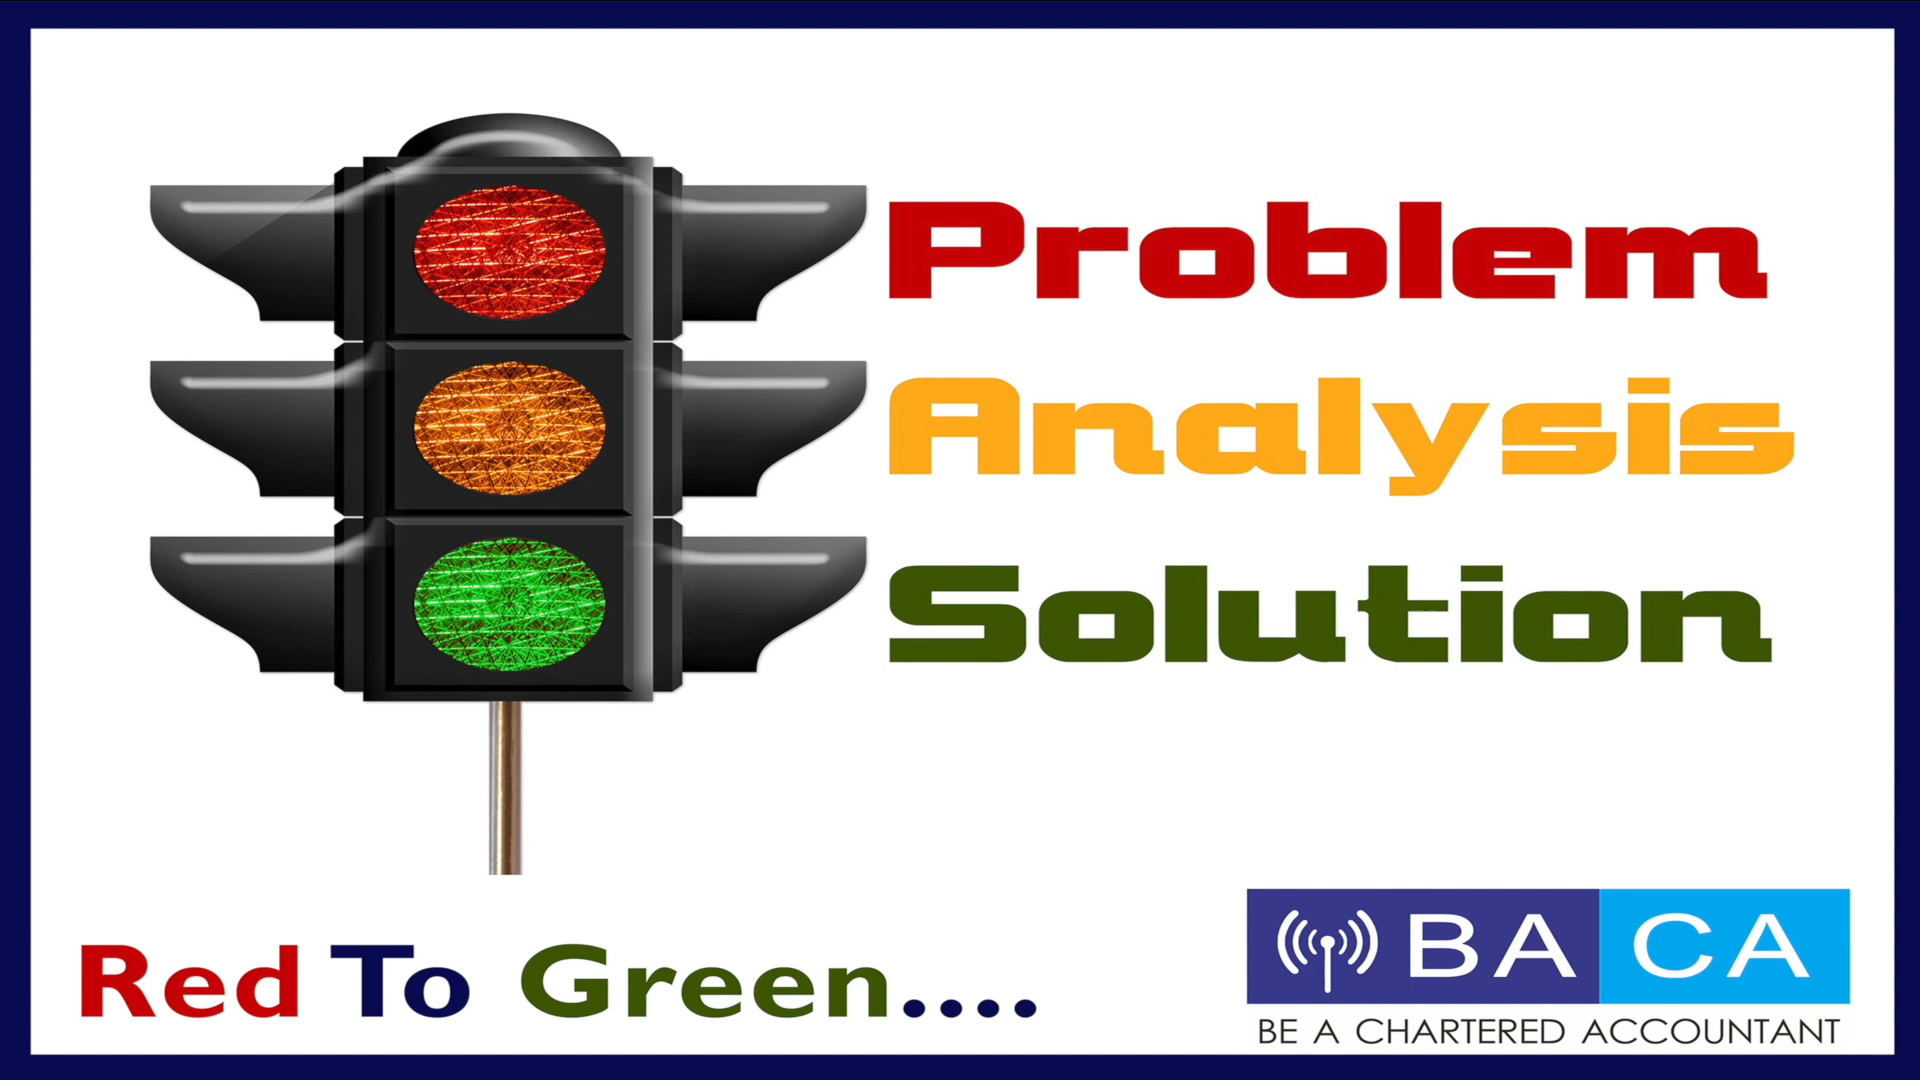 Problem
Analysis
Solution
Red To Green....
BA CA
BE A CHARTERED ACCOUNTANT